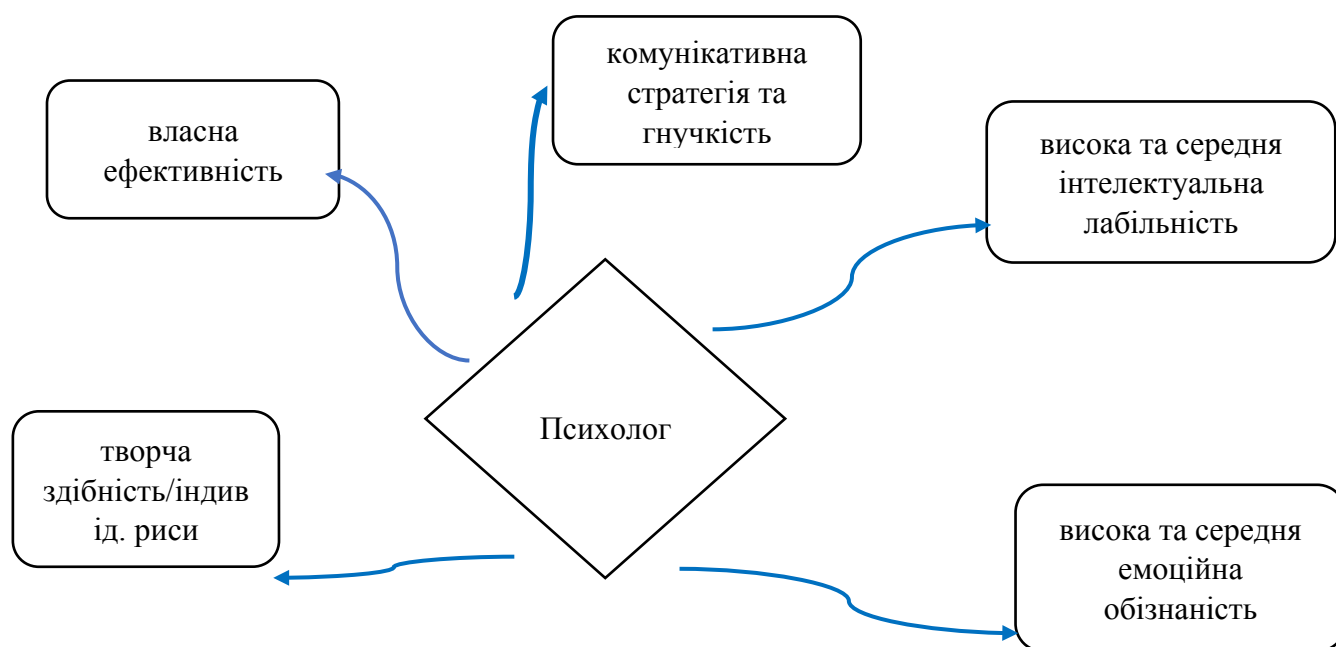 комунікативна
стратегія та
гнучкість
власна
ефективність
висока та середня
інтелектуальна
лабільність
Психолог
творча
здібність/індив
ід. риси
висока та середня
емоційна
обізнаність